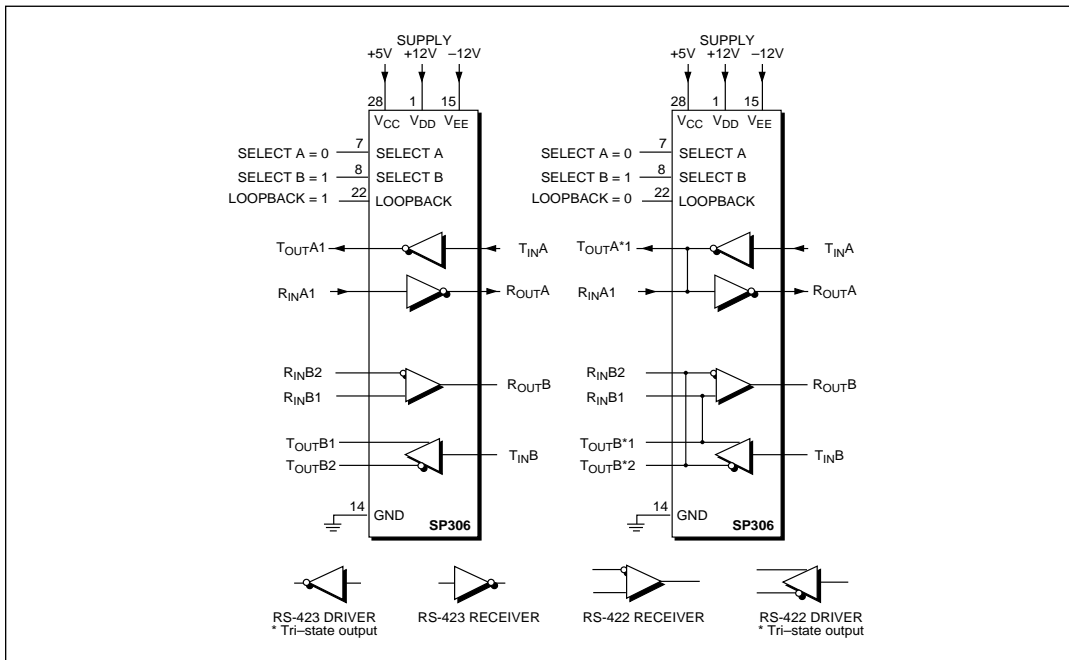 SUPPLY
+5V +12V –12V
28 1 15
VCC VDD VEE
SELECT A = 0 7 SELECT A
SELECT B = 1 8 SELECT B
LOOPBACK = 1 22 LOOPBACK
TOUTA1 TINA
RINA1 ROUTA
RINB2 ROUTB
RINB1
TOUTB1 TINB
TOUTB2
14 GND
SP306
SUPPLY
+5V +12V –12V
28 1 15
VCC VDD VEE
SELECT A = 0 7 SELECT A
SELECT B = 1 8 SELECT B
LOOPBACK = 0 22 LOOPBACK
TOUTA*1 TINA
RINA1 ROUTA
RINB2 ROUTB
RINB1
TOUTB*1 TINB
TOUTB*2
14 GND
SP306
RS-423 DRIVER
* Tri–state output
RS-423 RECEIVER
RS-422 RECEIVER
RS-422 DRIVER
* Tri–state output